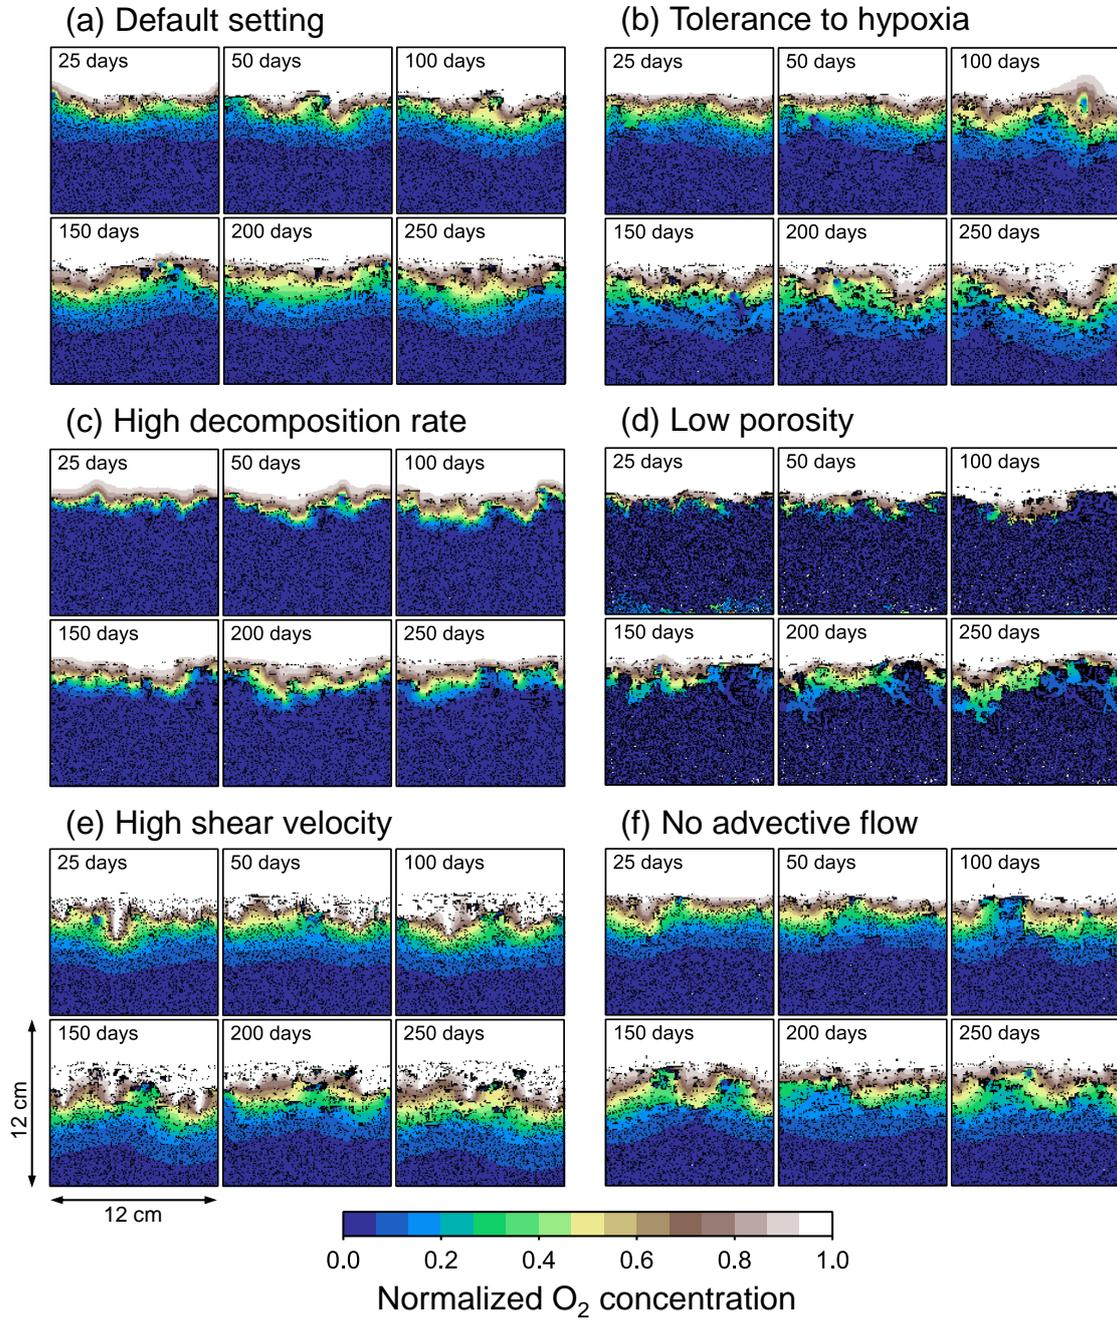 (a) Default setting
25 days
50 days
100 days
150 days
200 days
250 days
(b) Tolerance to hypoxia
25 days
50 days
100 days
150 days
200 days
250 days
(c) High decomposition rate
25 days
50 days
100 days
150 days
200 days
250 days
(d) Low porosity
25 days
50 days
100 days
150 days
200 days
250 days
(e) High shear velocity
25 days
50 days
100 days
150 days
200 days
250 days
12 cm
12 cm
(f) No advective flow
25 days
50 days
100 days
150 days
200 days
250 days
0.0 0.2 0.4 0.6 0.8 1.0
Normalized O₂ concentration